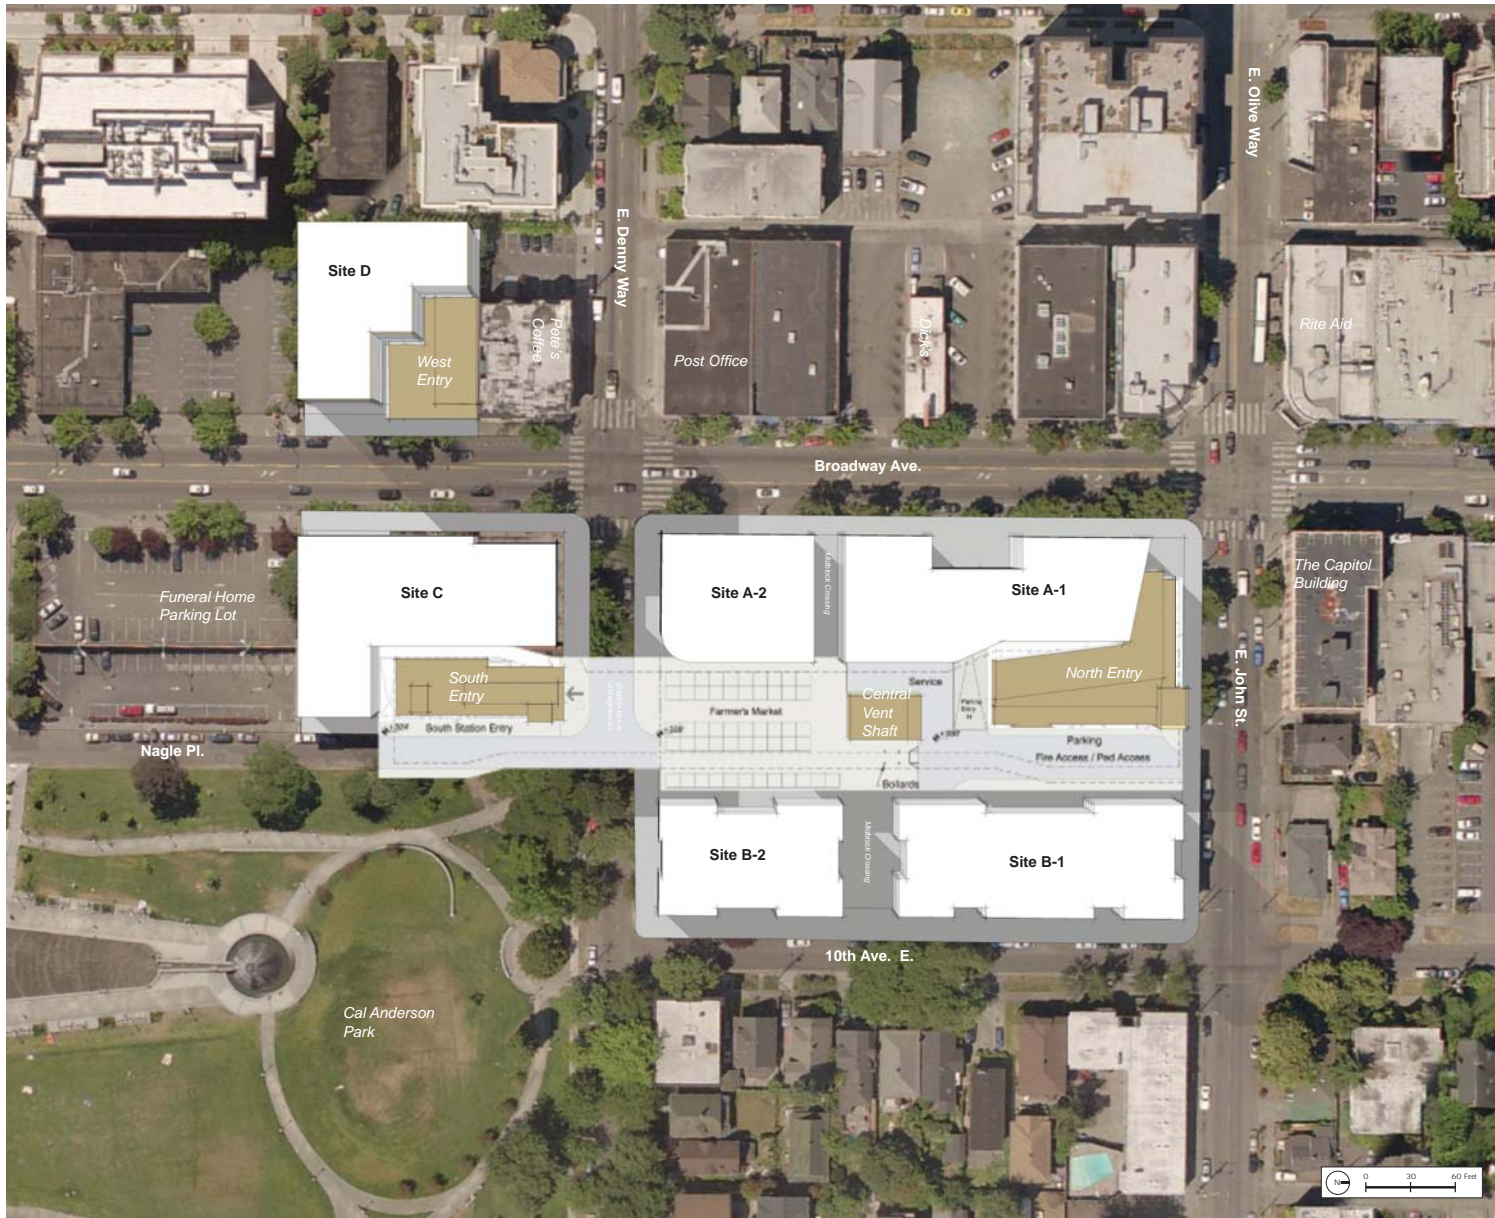 E. Olive Way
E. Denny Way
Site D
West
Entry
Pete's
Coffee
Post Office
Dick's
Rite Aid
Broadway Ave.
Funeral Home
Parking Lot
Site C
Site A-2
Midblock Crossing
Site A-1
The Capitol
Building
South
Entry
South Station Entry
Farmer's Market
Central
Vent
Shaft
Service
Parking
Entry
North Entry
E. John St.
Nagle Pl.
Parking
Fire Access / Ped Access
Bollards
Site B-2
Midblock Crossing
Site B-1
10th Ave. E.
Cal Anderson
Park
N
0 30 60 Feet